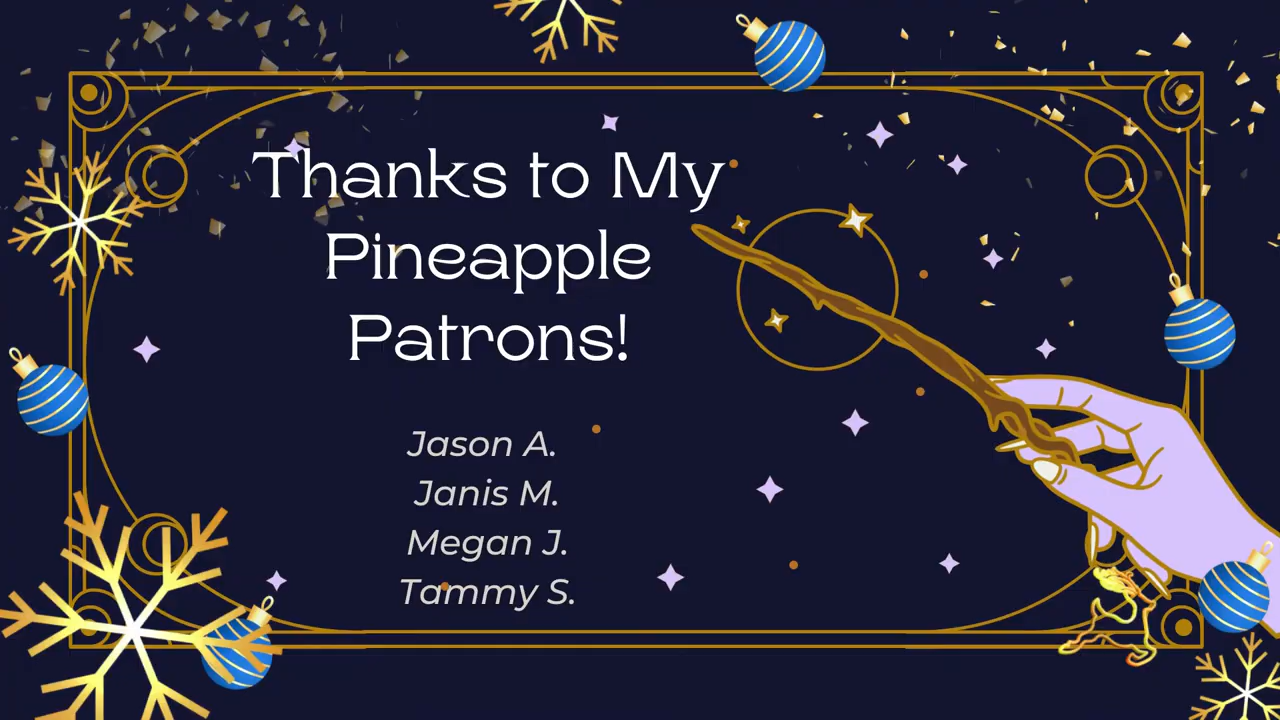 Thanks to My
Pineapple
Patrons!
Jason A.
Janis M.
Megan J.
Tammy S.